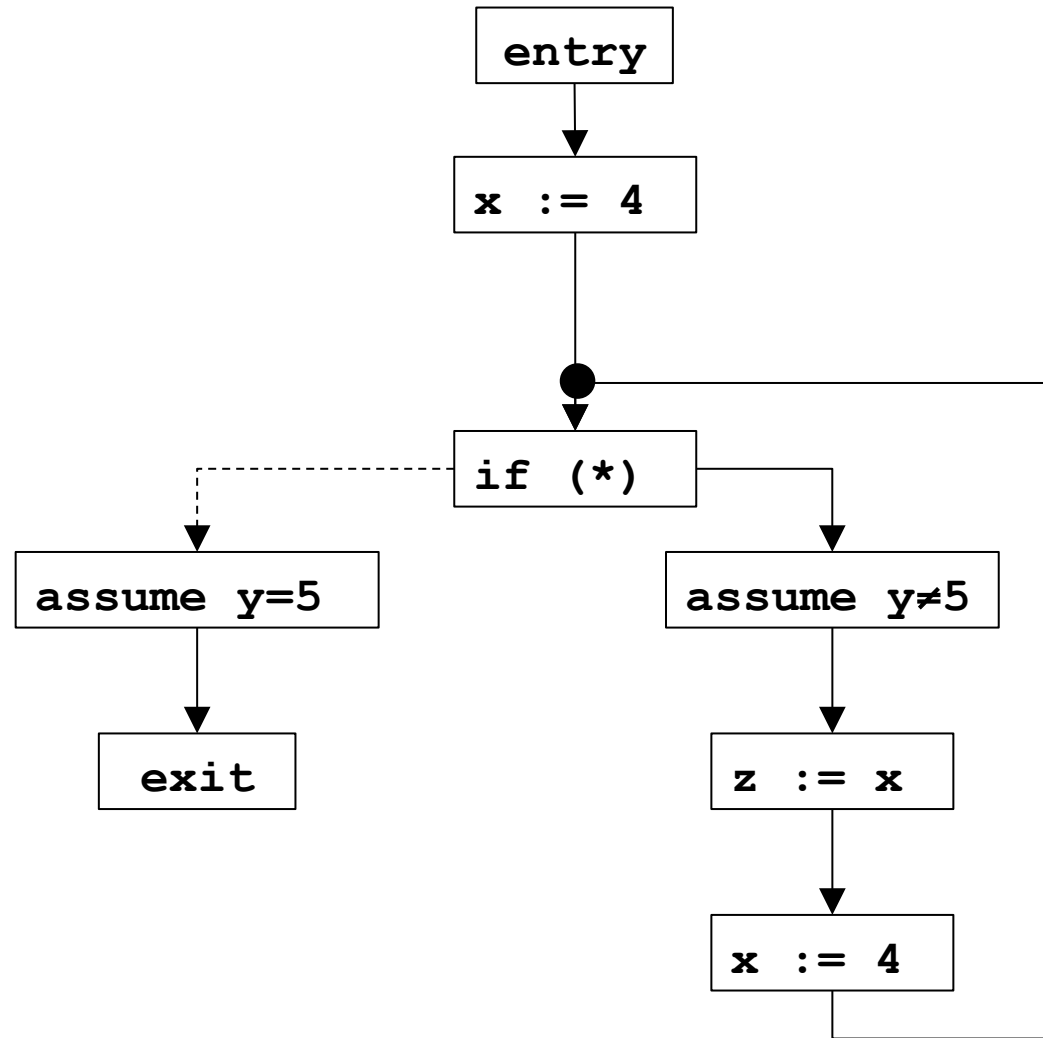 entry
x := 4
if (*)
assume y=5
assume y≠5
exit
z := x
x := 4